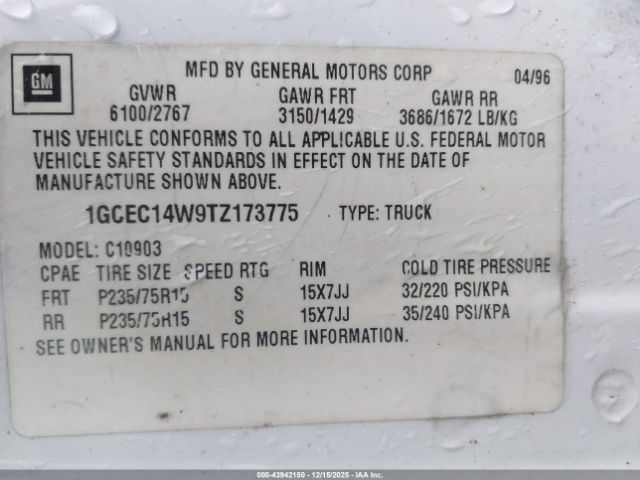 GM
MFD BY GENERAL MOTORS CORP 04/96
GVWR GAWR FRT GAWR RR
6100/2767 3150/1429 3686/1672 LB/KG
THIS VEHICLE CONFORMS TO ALL APPLICABLE U.S. FEDERAL MOTOR
VEHICLE SAFETY STANDARDS IN EFFECT ON THE DATE OF
MANUFACTURE SHOWN ABOVE.
1GCEC14W9TZ173775 TYPE: TRUCK
MODEL: C10903
CPAE TIRE SIZE SPEED RTG RIM COLD TIRE PRESSURE
FRT P235/75R15 S 15X7JJ 32/220 PSI/KPA
RR P235/75R15 S 15X7JJ 35/240 PSI/KPA
SEE OWNER'S MANUAL FOR MORE INFORMATION.
000-43942150 - 12/15/2025 - IAA Inc.